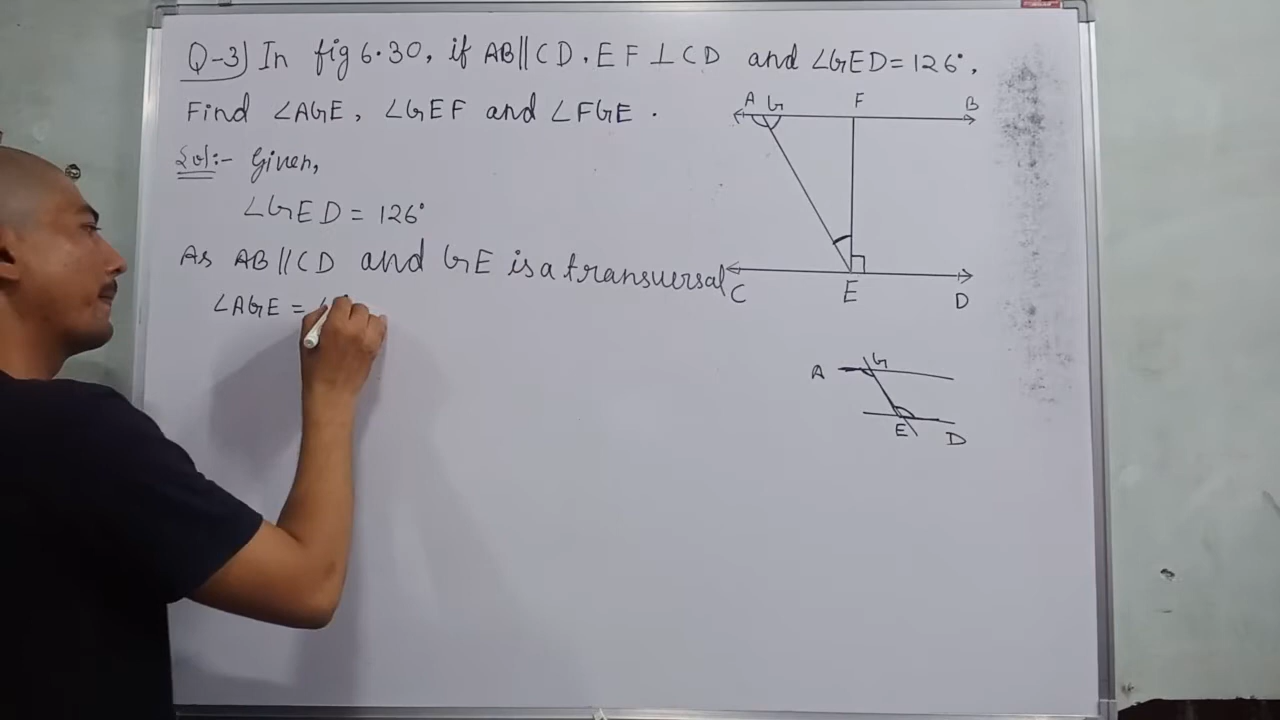 Q-3) In fig 6.30, if AB||CD, EF⊥CD and ∠GED = 126°.
Find ∠AGE, ∠GEF and ∠FGE.
Sol:- Given,
∠GED = 126°
As AB||CD and GE is a transversal
∠AGE = ∠
A G F B
C E D
A G
E D